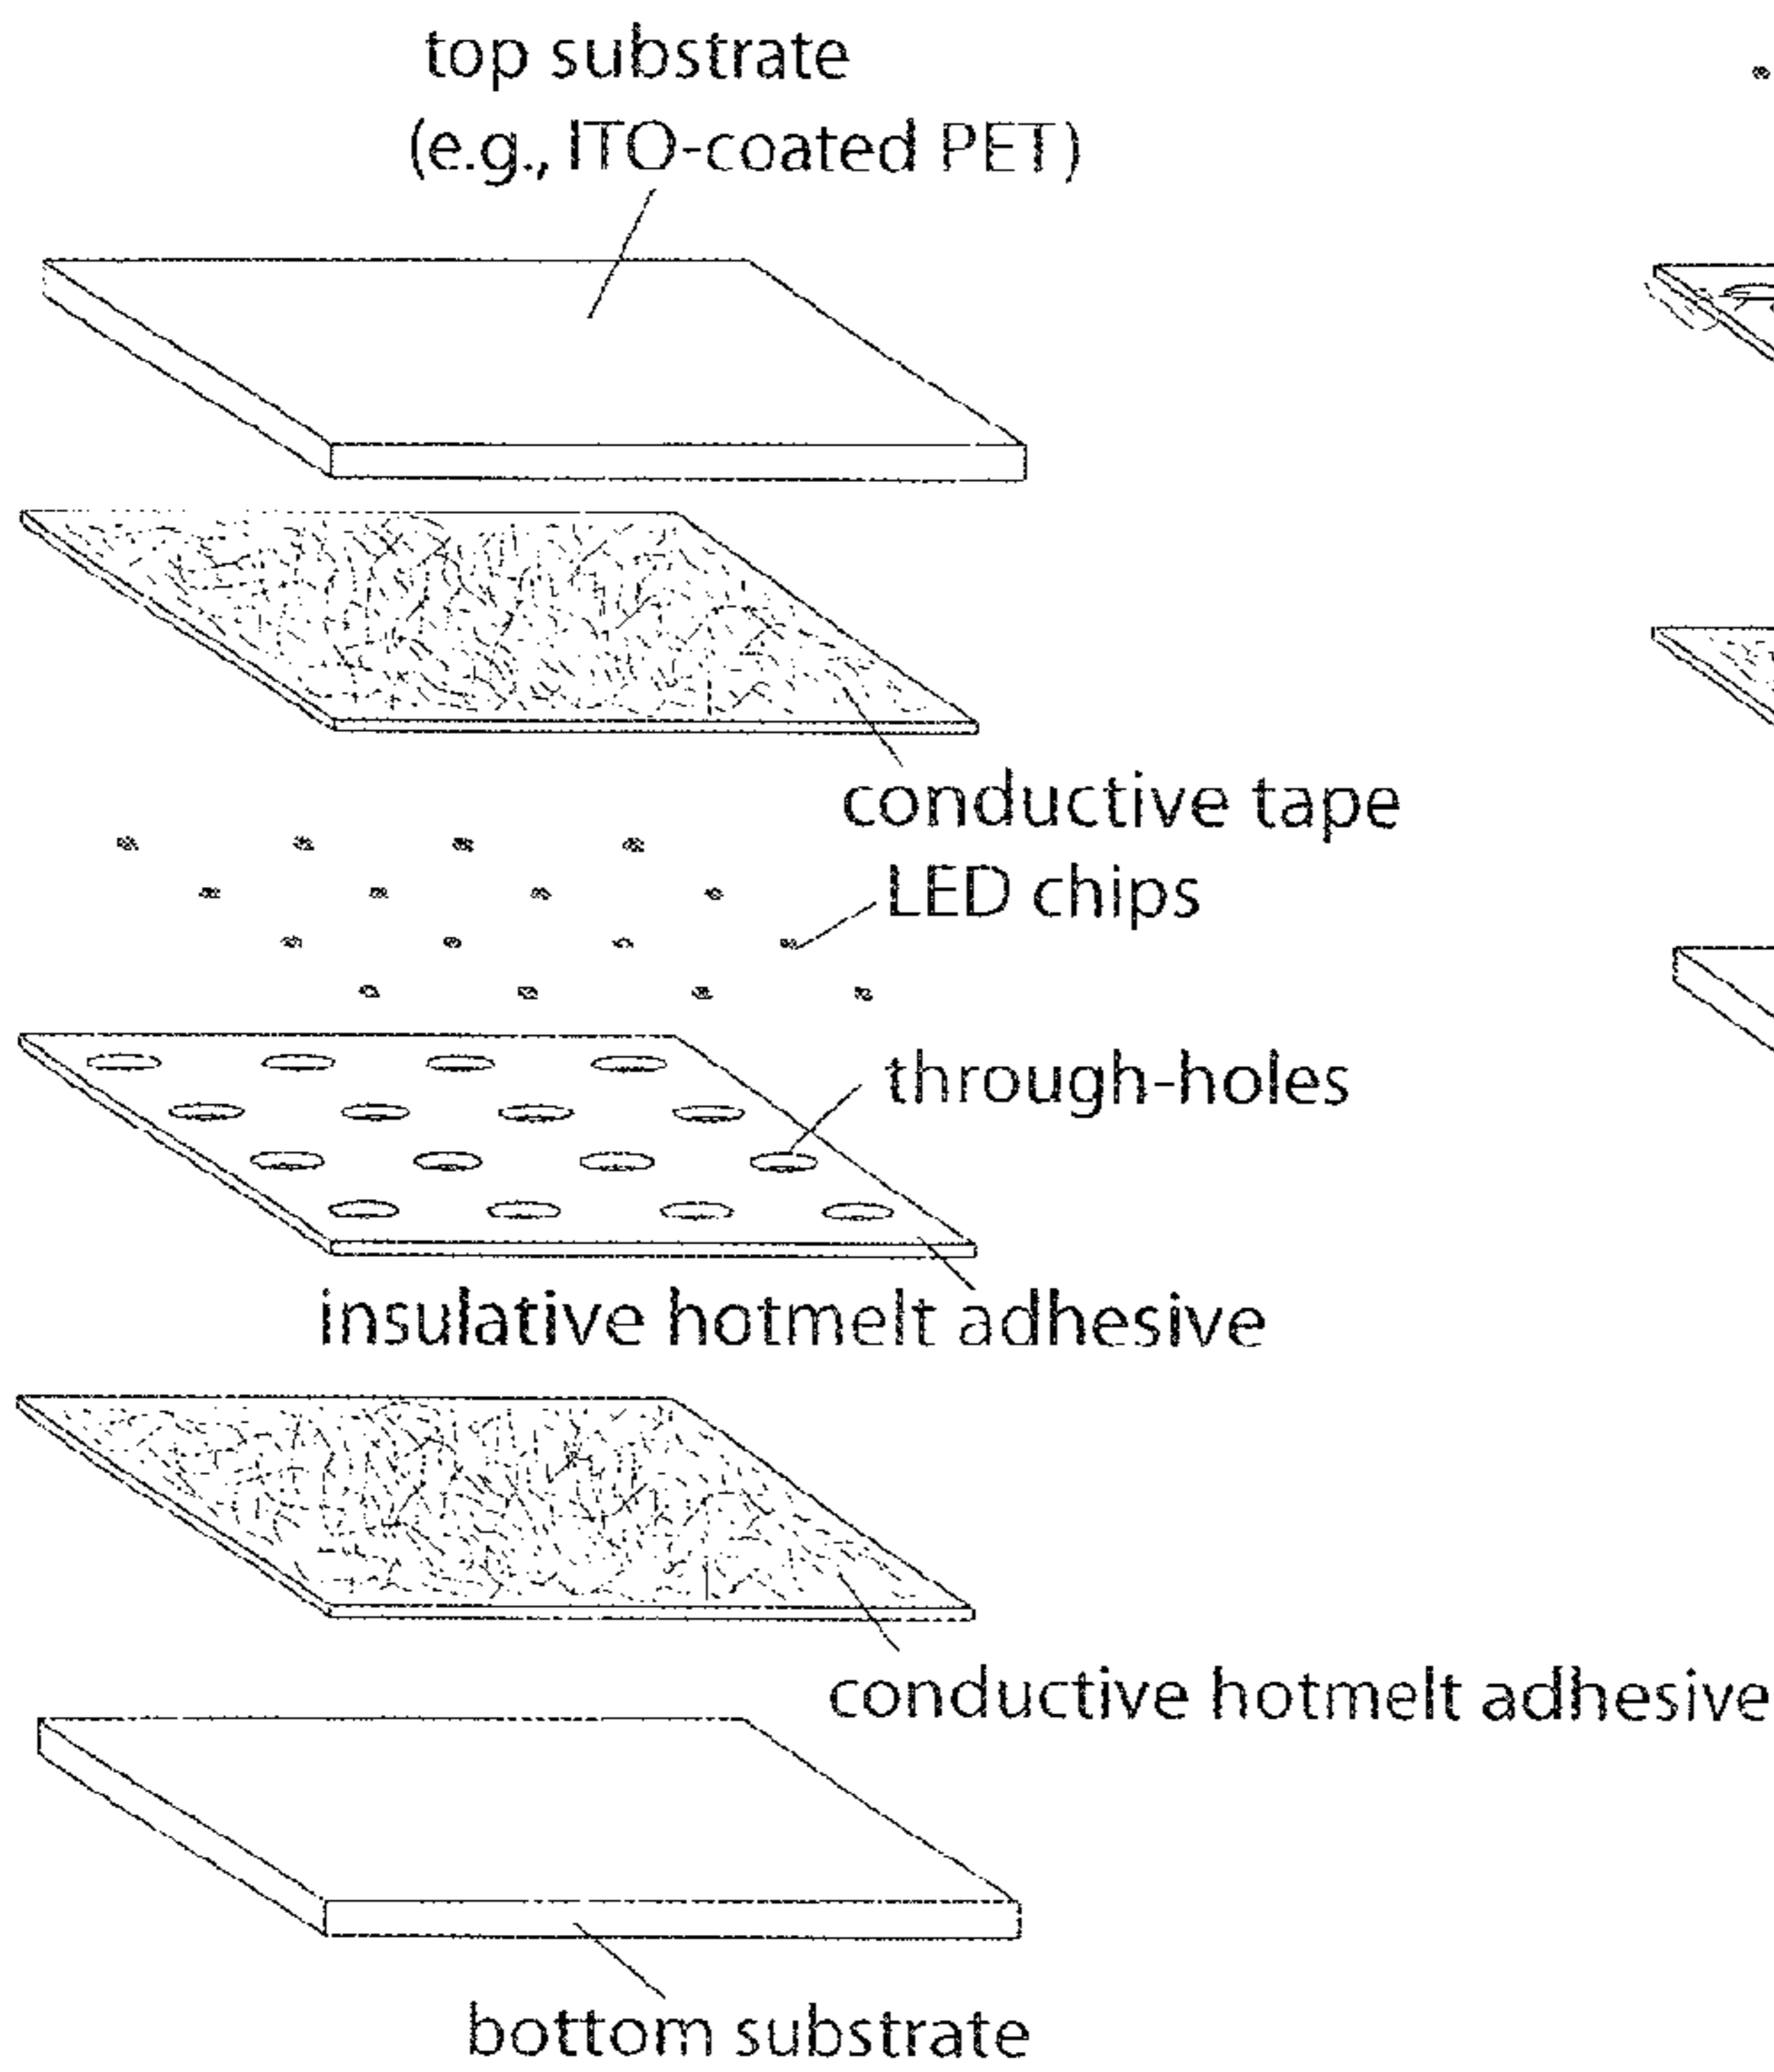 top substrate
(e.g., ITO-coated PET)
conductive tape
LED chips
through-holes
insulative hotmelt adhesive
conductive hotmelt adhesive
bottom substrate